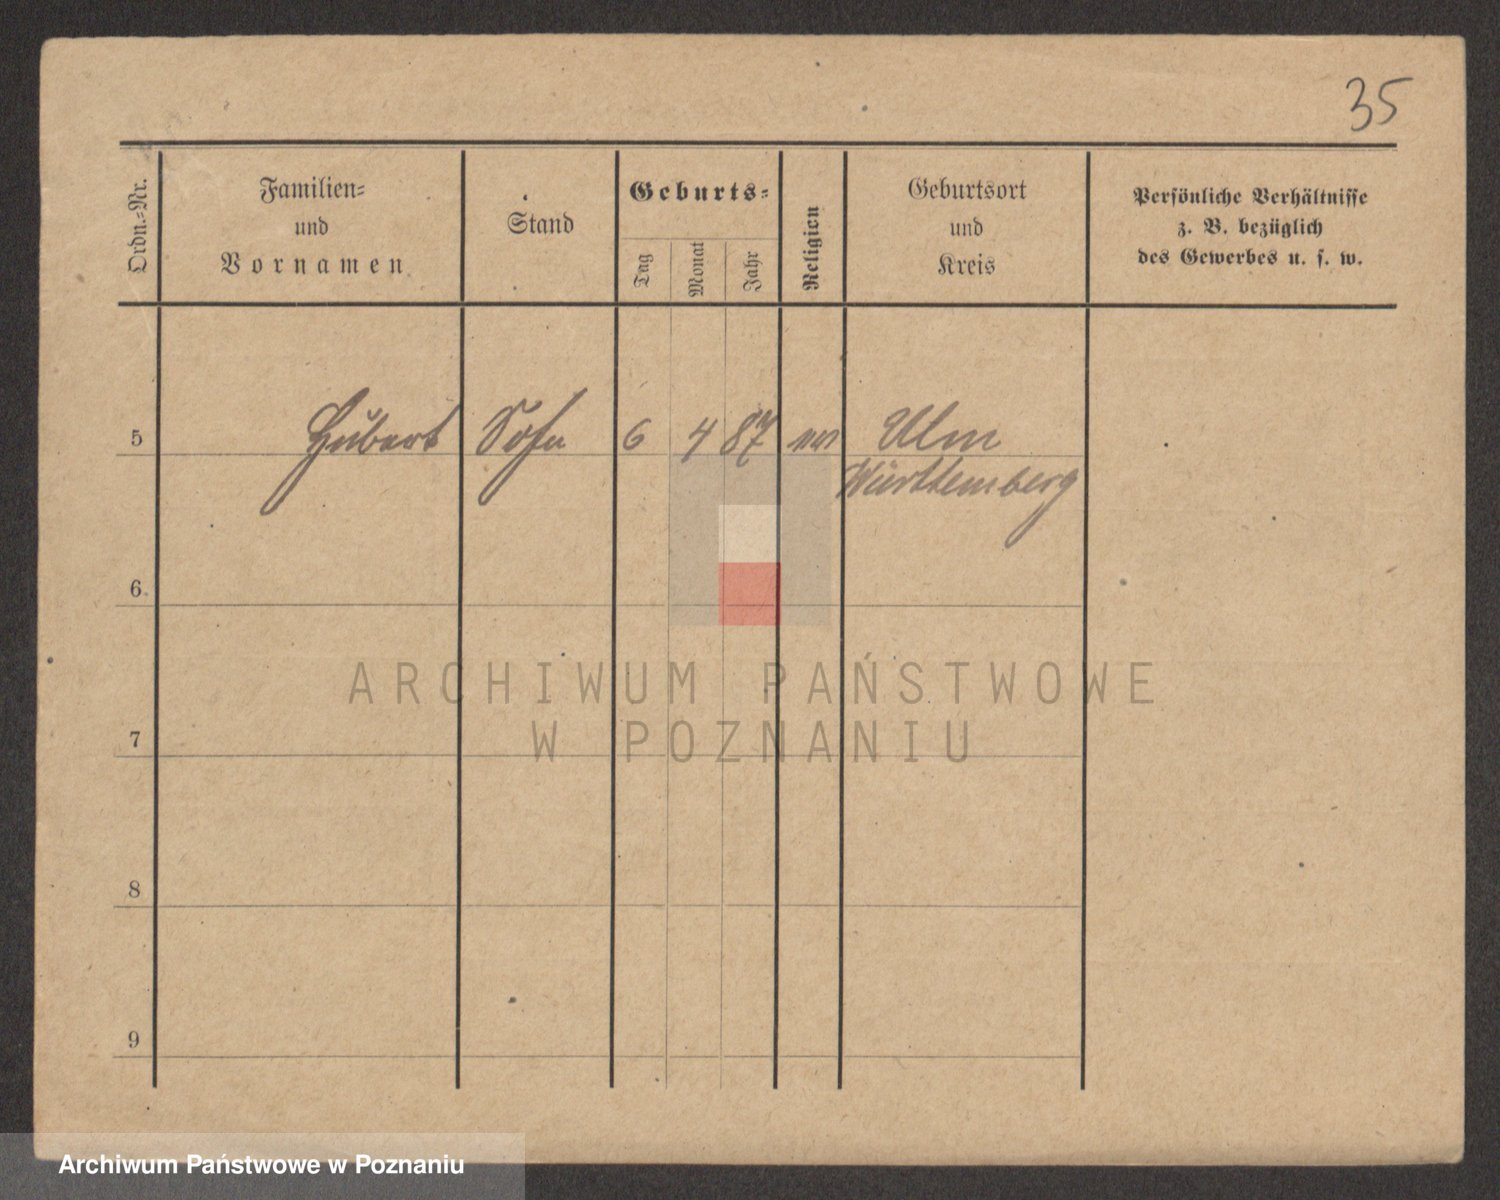 35
Ordn.-Nr.
Familien-
und
Vornamen
Stand
Geburts-
Tag
Monat
Jahr
Religion
Geburtsort
und
Kreis
Persönliche Verhältnisse
z. B. bezüglich
des Gewerbes u. s. w.
5 Hubert Sohn 6 4 87 Ulm
Württemberg
6
7
8
9
ARCHIWUM PAŃSTWOWE
W POZNANIU
Archiwum Państwowe w Poznaniu